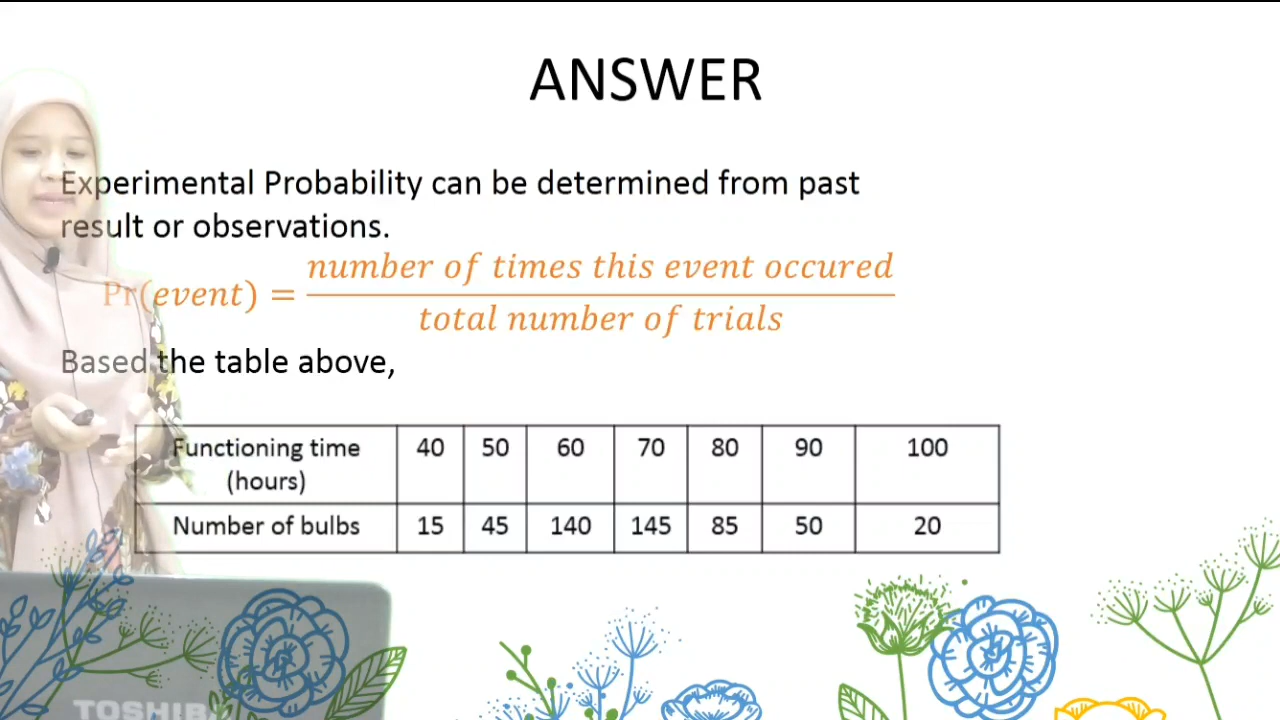 ANSWER
Experimental Probability can be determined from past
result or observations.
Pr(event) = number of times this event occured
total number of trials
Based the table above,
Functioning time (hours) 40 50 60 70 80 90 100
Number of bulbs 15 45 140 145 85 50 20
TOSHIBA